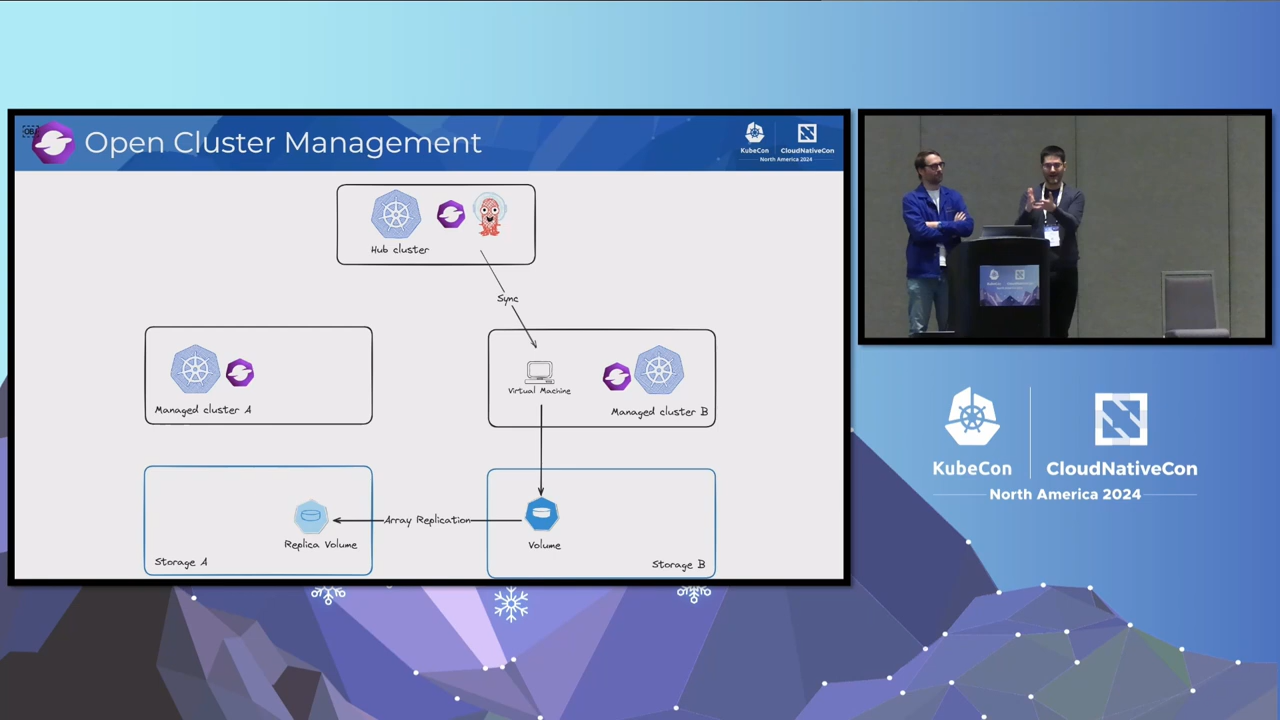 Open Cluster Management
KubeCon
CloudNativeCon
North America 2024
Hub cluster
Sync
Managed cluster A
Virtual Machine
Managed cluster B
Array Replication
Replica Volume
Volume
Storage A
Storage B
KubeCon
CloudNativeCon
North America 2024